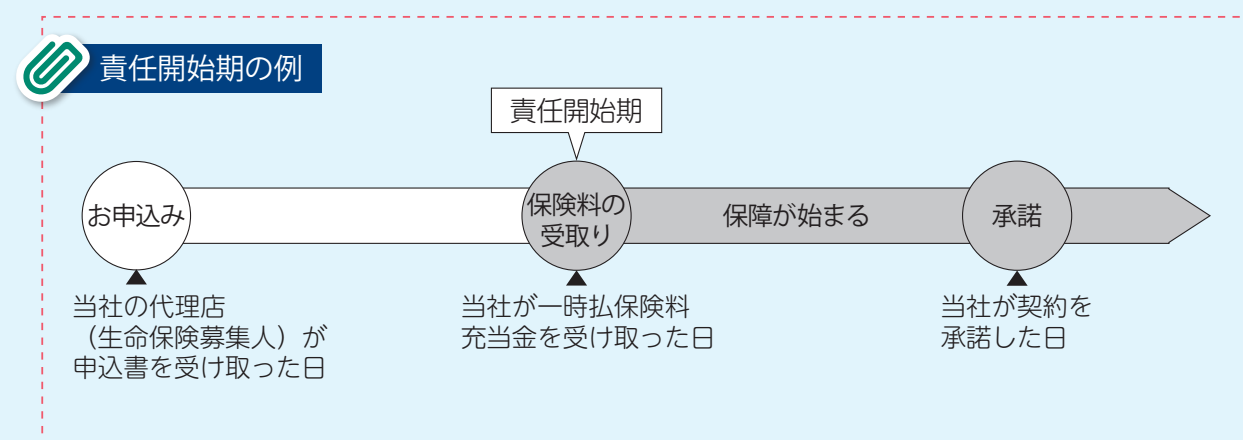 責任開始期の例
責任開始期
お申込み
保険料の
受取り
保障が始まる
承諾
当社の代理店
（生命保険募集人）が
申込書を受け取った日
当社が一時払保険料
充当金を受け取った日
当社が契約を
承諾した日